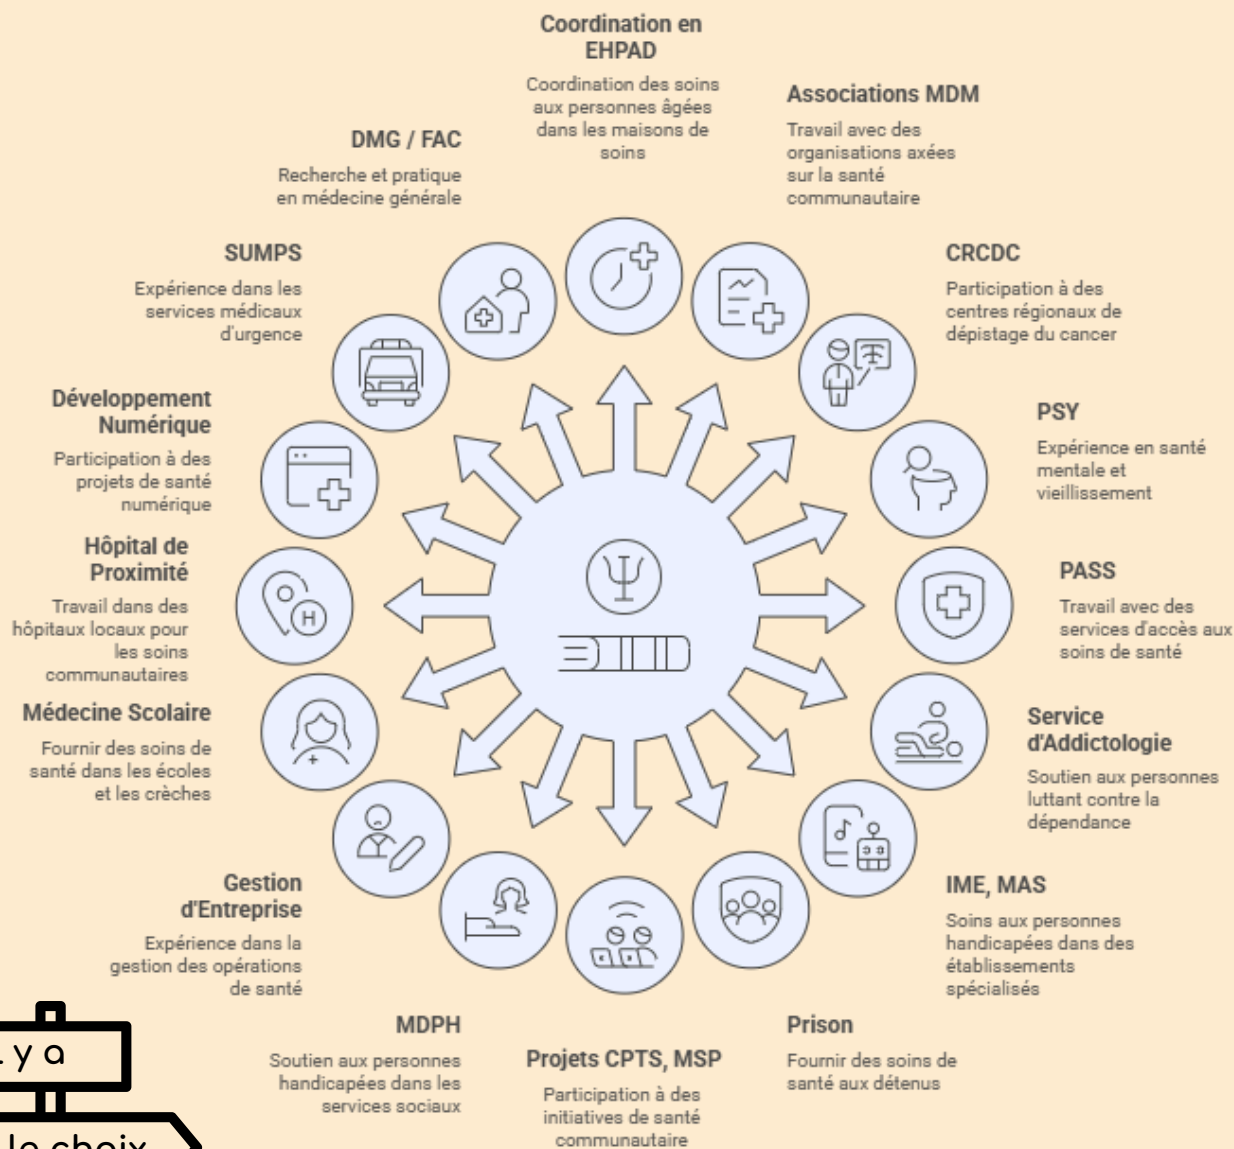 Coordination en
EHPAD
Coordination des soins
aux personnes âgées
dans les maisons de
soins
Associations MDM
Travail avec des
organisations axées
sur la santé
communautaire
CRCDC
Participation à des
centres régionaux de
dépistage du cancer
PSY
Expérience en santé
mentale et
vieillissement
PASS
Travail avec des
services d'accès aux
soins de santé
Service
d'Addictologie
Soutien aux personnes
luttant contre la
dépendance
IME, MAS
Soins aux personnes
handicapées dans des
établissements
spécialisés
Prison
Fournir des soins de
santé aux détenus
Projets CPTS, MSP
Participation à des
initiatives de santé
communautaire
MDPH
Soutien aux personnes
handicapées dans les
services sociaux
Gestion
d'Entreprise
Expérience dans la
gestion des opérations
de santé
Médecine Scolaire
Fournir des soins de
santé dans les écoles
et les crèches
Hôpital de
Proximité
Travail dans des
hôpitaux locaux pour
les soins
communautaires
Développement
Numérique
Participation à des
projets de santé
numérique
SUMPS
Expérience dans les
services médicaux
d'urgence
DMG / FAC
Recherche et pratique
en médecine générale
Ψ
H
y a
le choix